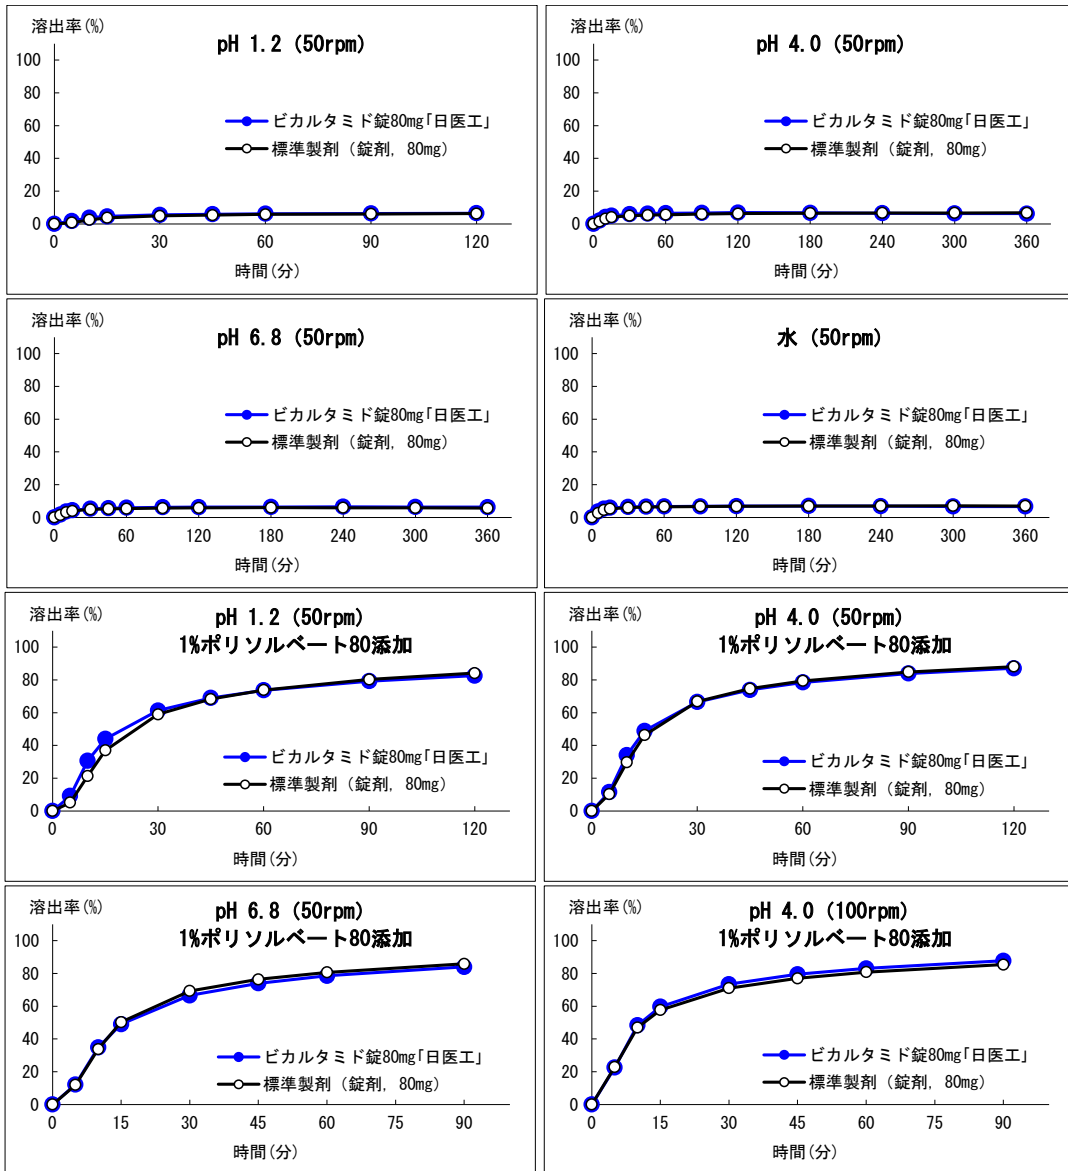 溶出率(%)
pH 1.2 (50rpm)
100
80
60
40
20
0
ビカルタミド錠80mg「日医工」
標準製剤（錠剤, 80mg）
0 30 60 90 120
時間(分)
溶出率(%)
pH 4.0 (50rpm)
100
80
60
40
20
0
ビカルタミド錠80mg「日医工」
標準製剤（錠剤, 80mg）
0 60 120 180 240 300 360
時間(分)
溶出率(%)
pH 6.8 (50rpm)
100
80
60
40
20
0
ビカルタミド錠80mg「日医工」
標準製剤（錠剤, 80mg）
0 60 120 180 240 300 360
時間(分)
溶出率(%)
水 (50rpm)
100
80
60
40
20
0
ビカルタミド錠80mg「日医工」
標準製剤（錠剤, 80mg）
0 60 120 180 240 300 360
時間(分)
溶出率(%)
pH 1.2 (50rpm)
1%ポリソルベート80添加
100
80
60
40
20
0
ビカルタミド錠80mg「日医工」
標準製剤（錠剤, 80mg）
0 30 60 90 120
時間(分)
溶出率(%)
pH 4.0 (50rpm)
1%ポリソルベート80添加
100
80
60
40
20
0
ビカルタミド錠80mg「日医工」
標準製剤（錠剤, 80mg）
0 30 60 90 120
時間(分)
溶出率(%)
pH 6.8 (50rpm)
1%ポリソルベート80添加
100
80
60
40
20
0
ビカルタミド錠80mg「日医工」
標準製剤（錠剤, 80mg）
0 15 30 45 60 75 90
時間(分)
溶出率(%)
pH 4.0 (100rpm)
1%ポリソルベート80添加
100
80
60
40
20
0
ビカルタミド錠80mg「日医工」
標準製剤（錠剤, 80mg）
0 15 30 45 60 75 90
時間(分)